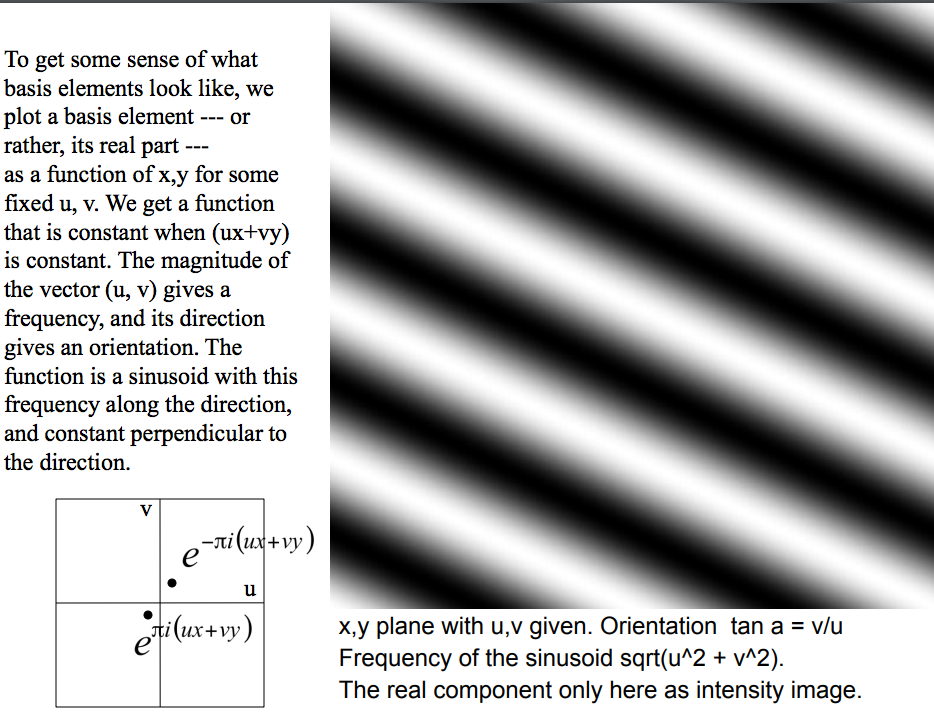 To get some sense of what
basis elements look like, we
plot a basis element --- or
rather, its real part ---
as a function of x,y for some
fixed u, v. We get a function
that is constant when (ux+vy)
is constant. The magnitude of
the vector (u, v) gives a
frequency, and its direction
gives an orientation. The
function is a sinusoid with this
frequency along the direction,
and constant perpendicular to
the direction.
v
e^{−πi(ux+vy)}
u
e^{πi(ux+vy)}
x,y plane with u,v given. Orientation  tan a = v/u
Frequency of the sinusoid sqrt(u^2 + v^2).
The real component only here as intensity image.